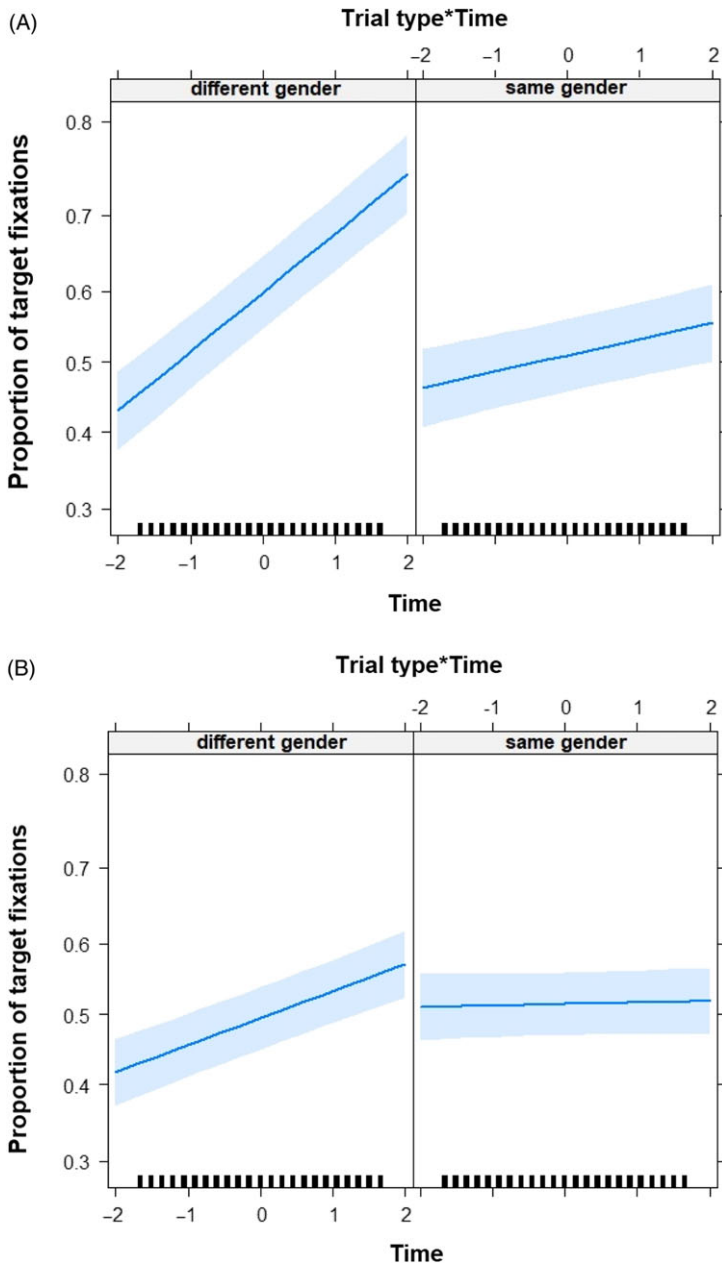 (A)
Trial type*Time
−2 −1 0 1 2
different gender same gender
0.8
0.7
0.6
0.5
0.4
0.3
Proportion of target fixations
−2 −1 0 1 2
Time
(B)
Trial type*Time
-2 -1 0 1 2
different gender same gender
0.8
0.7
0.6
0.5
0.4
0.3
Proportion of target fixations
−2 −1 0 1 2
Time